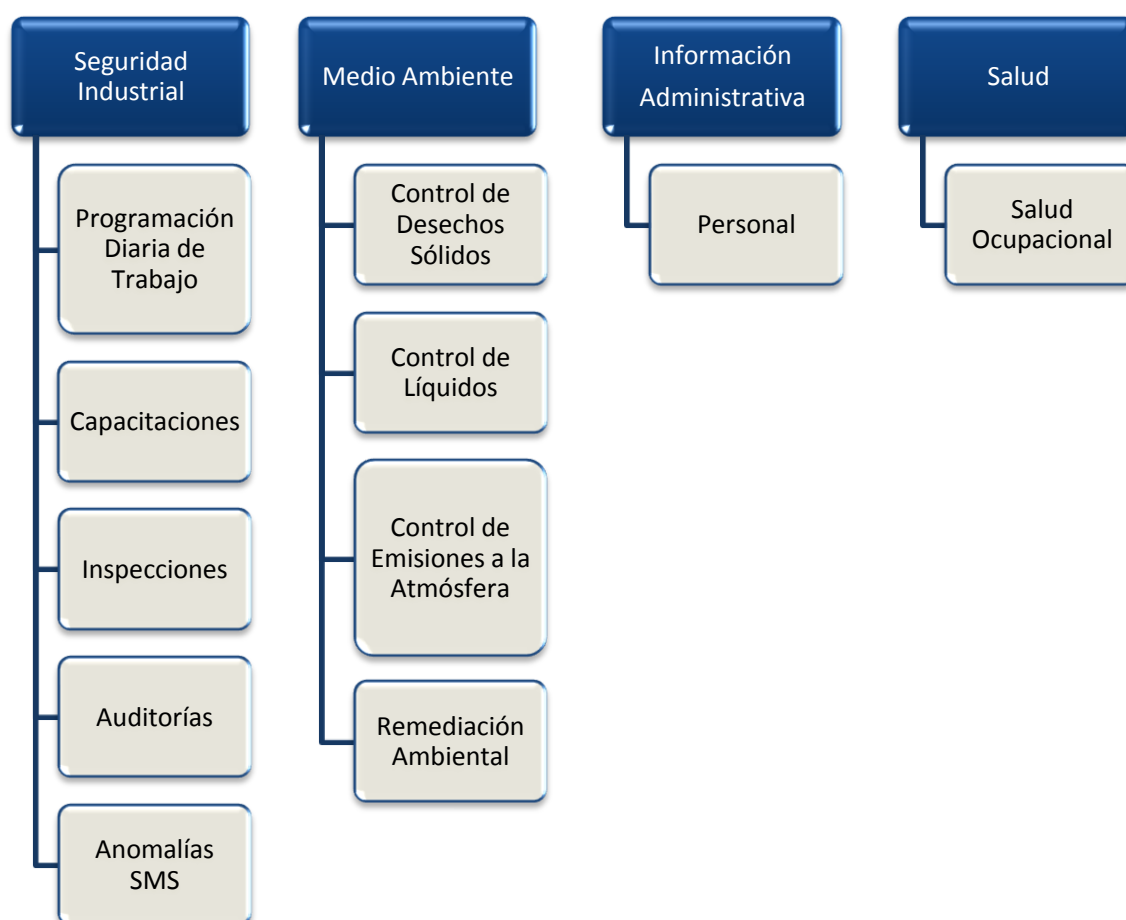 Seguridad
Industrial
Programación
Diaria de
Trabajo
Capacitaciones
Inspecciones
Auditorías
Anomalías
SMS
Medio Ambiente
Control de
Desechos
Sólidos
Control de
Líquidos
Control de
Emisiones a la
Atmósfera
Remediación
Ambiental
Información
Administrativa
Personal
Salud
Salud
Ocupacional